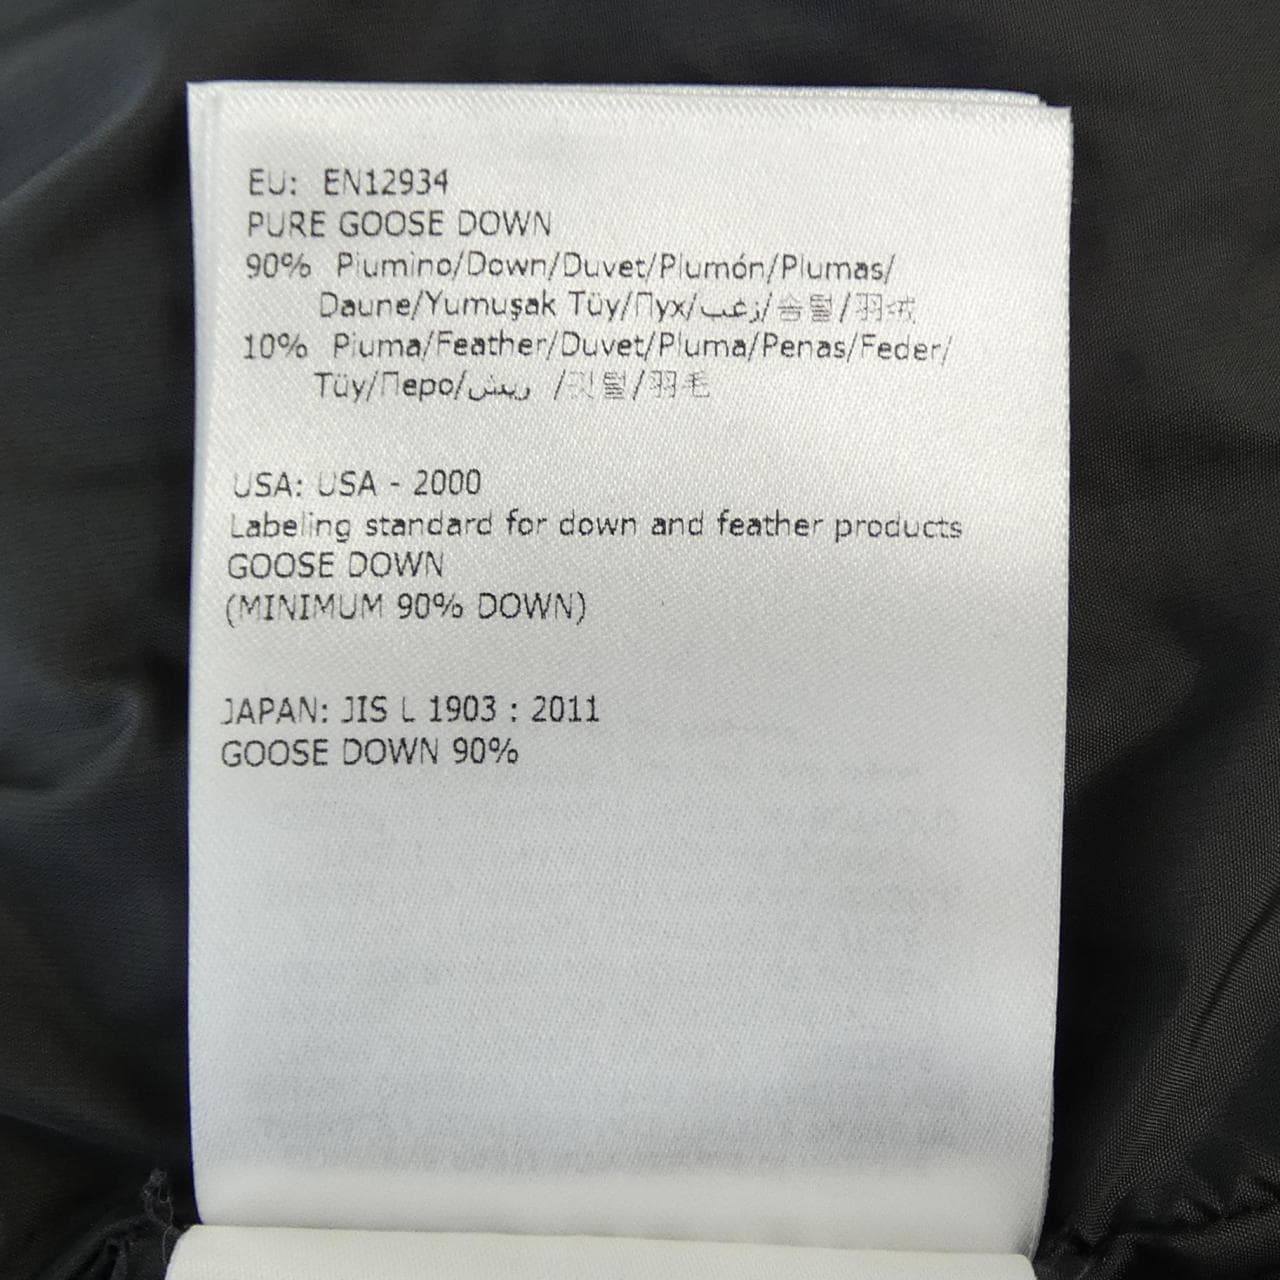 EU: EN12934
PURE GOOSE DOWN
90% Piumino/Down/Duvet/Plumón/Plumas/
Daune/Yumuşak Tüy/Пух/زغب/솜털/羽绒
10% Piuma/Feather/Duvet/Pluma/Penas/Feder/
Tüy/Перо/ريش /깃털/羽毛
USA: USA - 2000
Labeling standard for down and feather products
GOOSE DOWN
(MINIMUM 90% DOWN)
JAPAN: JIS L 1903 : 2011
GOOSE DOWN 90%